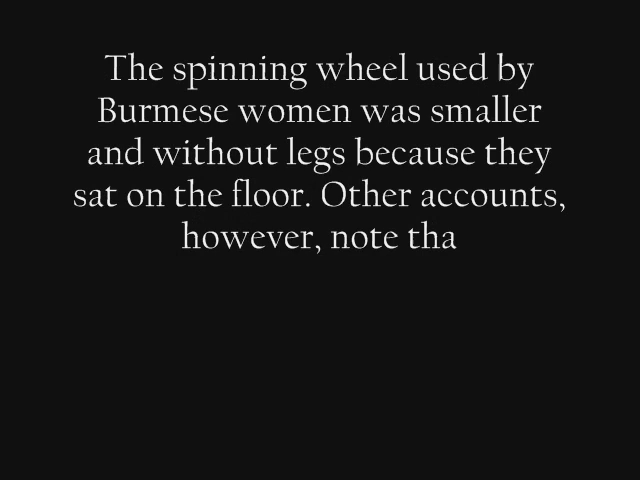 The spinning wheel used by
Burmese women was smaller
and without legs because they
sat on the floor. Other accounts,
however, note tha